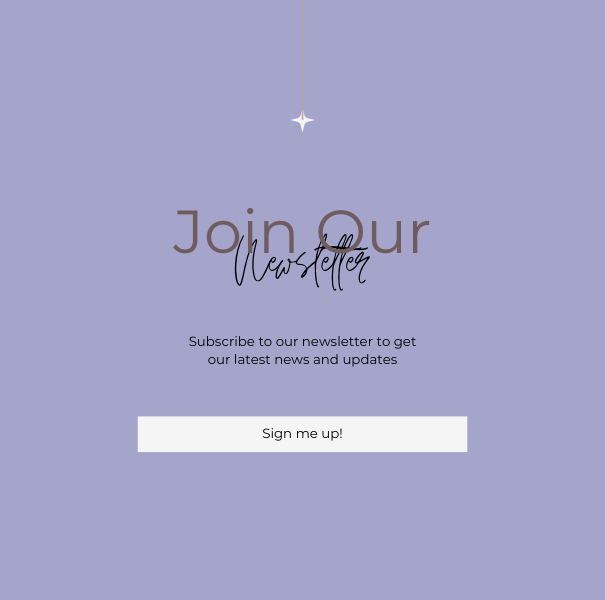 Join Our
Newsletter
Subscribe to our newsletter to get
our latest news and updates
Sign me up!